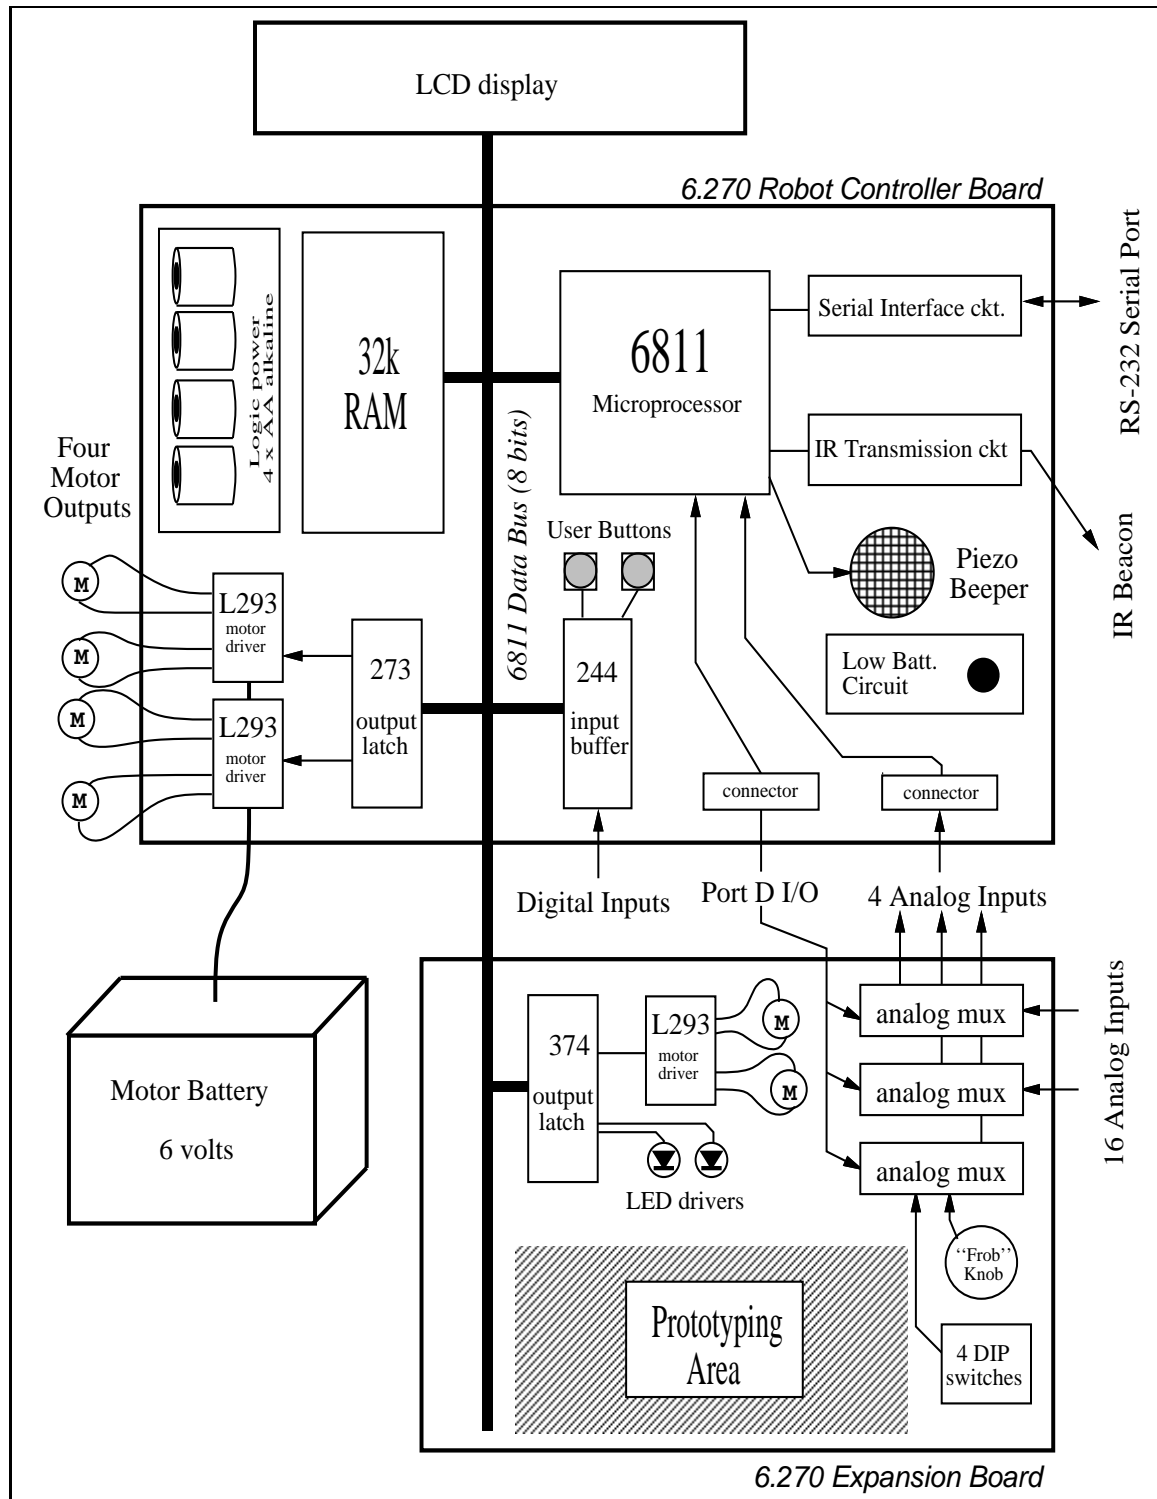 LCD display
6.270 Robot Controller Board
Logic power
4 x AA alkaline
32k
RAM
6811
Microprocessor
Serial Interface ckt.
RS-232 Serial Port
IR Transmission ckt
IR Beacon
6811 Data Bus (8 bits)
Four
Motor
Outputs
User Buttons
Piezo
Beeper
M
M
M
M
L293
motor
driver
L293
motor
driver
273
output
latch
244
input
buffer
Low Batt.
Circuit
connector
connector
Digital Inputs
Port D I/O
4 Analog Inputs
Motor Battery
6 volts
374
output
latch
L293
motor
driver
M
M
LED drivers
analog mux
analog mux
analog mux
16 Analog Inputs
"Frob"
Knob
4 DIP
switches
Prototyping
Area
6.270 Expansion Board